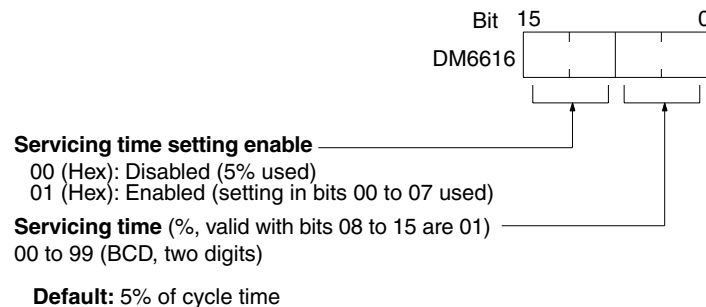 Bit 15 0
DM6616
Servicing time setting enable
00 (Hex): Disabled (5% used)
01 (Hex): Enabled (setting in bits 00 to 07 used)
Servicing time (%, valid with bits 08 to 15 are 01)
00 to 99 (BCD, two digits)
Default: 5% of cycle time